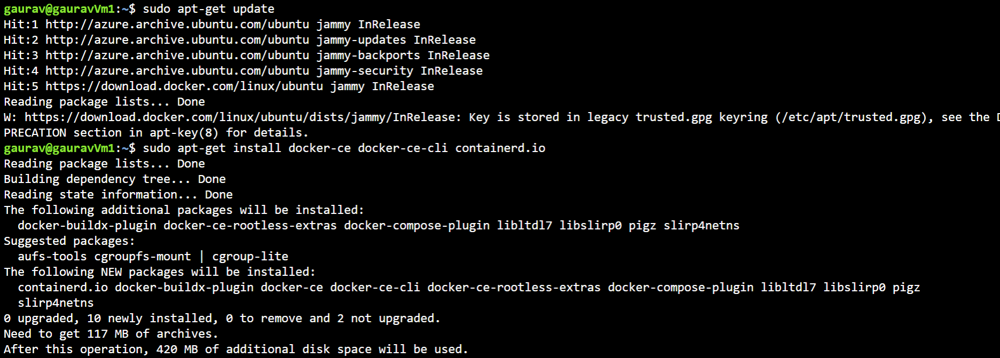 gaurav@gauravVm1:~$ sudo apt-get update
Hit:1 http://azure.archive.ubuntu.com/ubuntu jammy InRelease
Hit:2 http://azure.archive.ubuntu.com/ubuntu jammy-updates InRelease
Hit:3 http://azure.archive.ubuntu.com/ubuntu jammy-backports InRelease
Hit:4 http://azure.archive.ubuntu.com/ubuntu jammy-security InRelease
Hit:5 https://download.docker.com/linux/ubuntu jammy InRelease
Reading package lists... Done
W: https://download.docker.com/linux/ubuntu/dists/jammy/InRelease: Key is stored in legacy trusted.gpg keyring (/etc/apt/trusted.gpg), see the D
PRECATION section in apt-key(8) for details.
gaurav@gauravVm1:~$ sudo apt-get install docker-ce docker-ce-cli containerd.io
Reading package lists... Done
Building dependency tree... Done
Reading state information... Done
The following additional packages will be installed:
  docker-buildx-plugin docker-ce-rootless-extras docker-compose-plugin libltdl7 libslirp0 pigz slirp4netns
Suggested packages:
  aufs-tools cgroupfs-mount | cgroup-lite
The following NEW packages will be installed:
  containerd.io docker-buildx-plugin docker-ce docker-ce-cli docker-ce-rootless-extras docker-compose-plugin libltdl7 libslirp0 pigz
  slirp4netns
0 upgraded, 10 newly installed, 0 to remove and 2 not upgraded.
Need to get 117 MB of archives.
After this operation, 420 MB of additional disk space will be used.